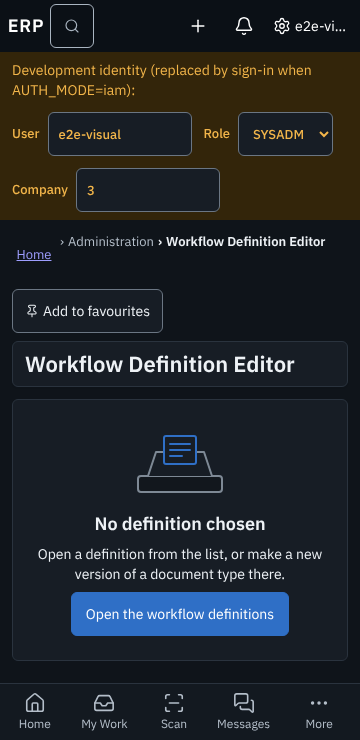 ERP e2e-vi...
Development identity (replaced by sign-in when
AUTH_MODE=iam):
User e2e-visual Role SYSADM
Company 3
Home › Administration › Workflow Definition Editor
Add to favourites
Workflow Definition Editor
No definition chosen
Open a definition from the list, or make a new
version of a document type there.
Open the workflow definitions
Home My Work Scan Messages More